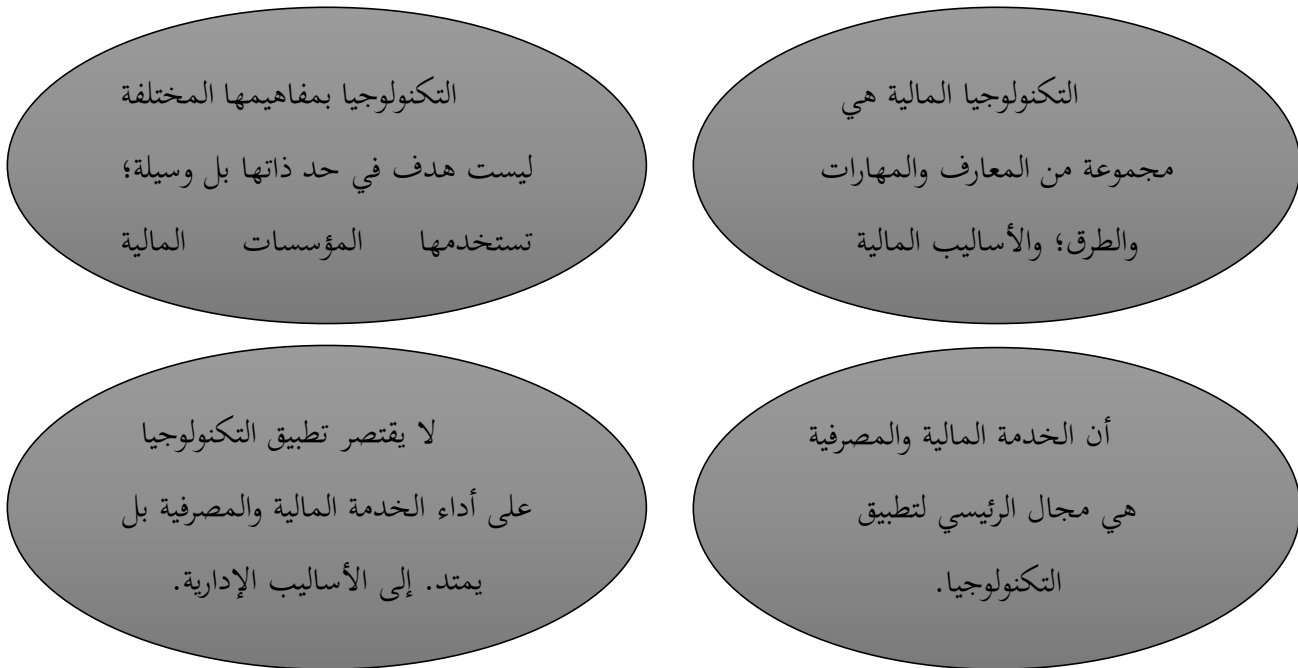 التكنولوجيا المالية هي
مجموعة من المعارف والمهارات
والطرق؛ والأساليب المالية
التكنولوجيا بمفاهيمها المختلفة
ليست هدف في حد ذاتها بل وسيلة؛
تستخدمها المؤسسات المالية
أن الخدمة المالية والمصرفية
هي مجال الرئيسي لتطبيق
التكنولوجيا.
لا يقتصر تطبيق التكنولوجيا
على أداء الخدمة المالية والمصرفية بل
يمتد. إلى الأساليب الإدارية.